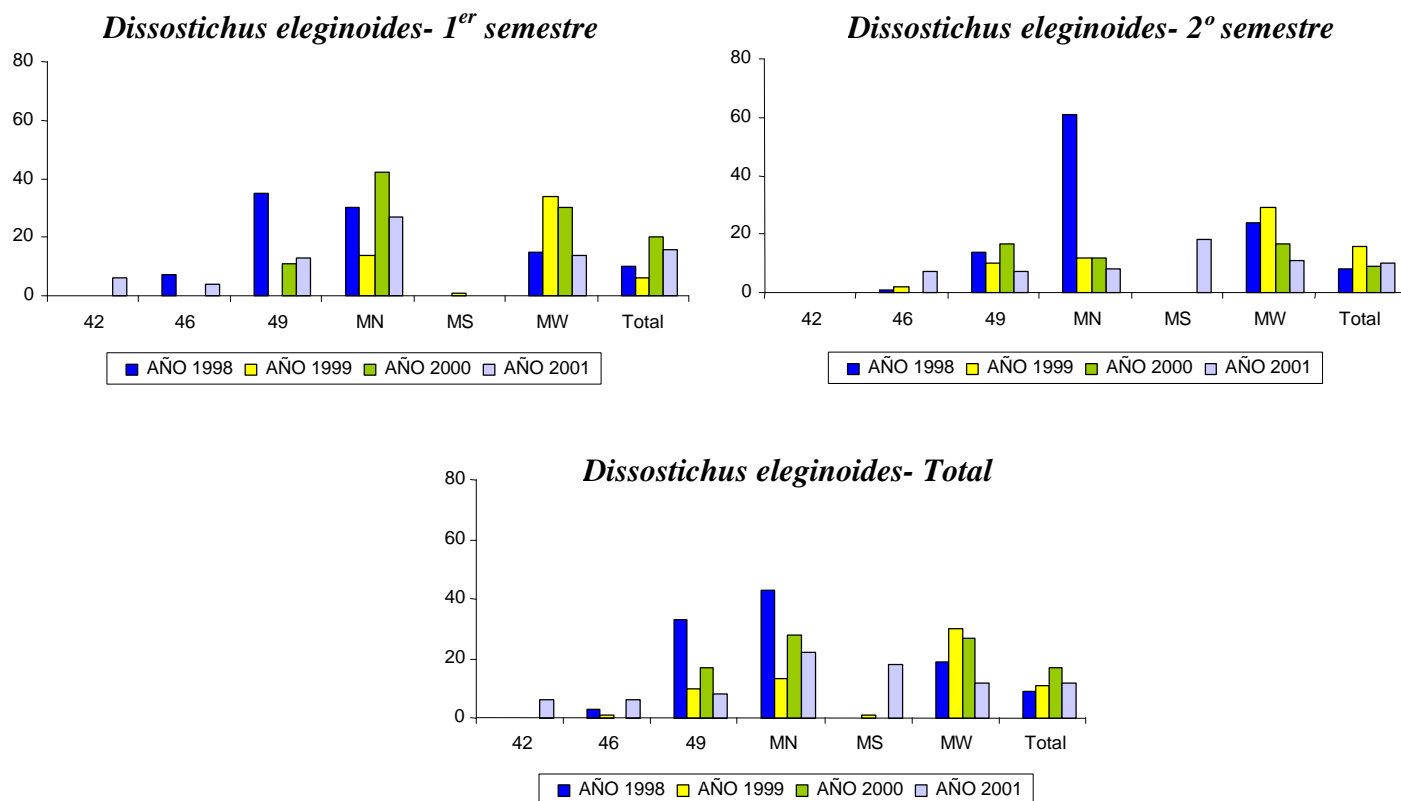 Dissostichus eleginoides- 1er semestre
80
60
40
20
0
42 46 49 MN MS MW Total
AÑO 1998 AÑO 1999 AÑO 2000 AÑO 2001
Dissostichus eleginoides- 2º semestre
80
60
40
20
0
42 46 49 MN MS MW Total
AÑO 1998 AÑO 1999 AÑO 2000 AÑO 2001
Dissostichus eleginoides- Total
80
60
40
20
0
42 46 49 MN MS MW Total
AÑO 1998 AÑO 1999 AÑO 2000 AÑO 2001